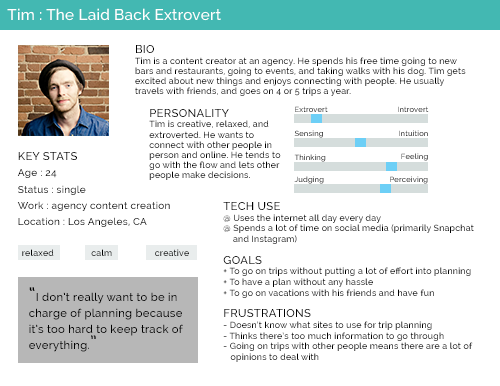 Tim : The Laid Back Extrovert
BIO
Tim is a content creator at an agency. He spends his free time going to new
bars and restaurants, going to events, and taking walks with his dog. Tim gets
excited about new things and enjoys connecting with people. He usually
travels with friends, and goes on 4 or 5 trips a year.
PERSONALITY
Tim is creative, relaxed, and
extroverted. He wants to
connect with other people in
person and online. He tends to
go with the flow and lets other
people make decisions.
Extrovert Introvert
Sensing Intuition
Thinking Feeling
Judging Perceiving
KEY STATS
Age : 24
Status : single
Work : agency content creation
Location : Los Angeles, CA
relaxed calm creative
“I don't really want to be in
charge of planning because
it's too hard to keep track of
everything.”
TECH USE
@ Uses the internet all day every day
@ Spends a lot of time on social media (primarily Snapchat
and Instagram)
GOALS
+ To go on trips without putting a lot of effort into planning
+ To have a plan without any hassle
+ To go on vacations with his friends and have fun
FRUSTRATIONS
- Doesn't know what sites to use for trip planning
- Thinks there's too much information to go through
- Going on trips with other people means there are a lot of
opinions to deal with